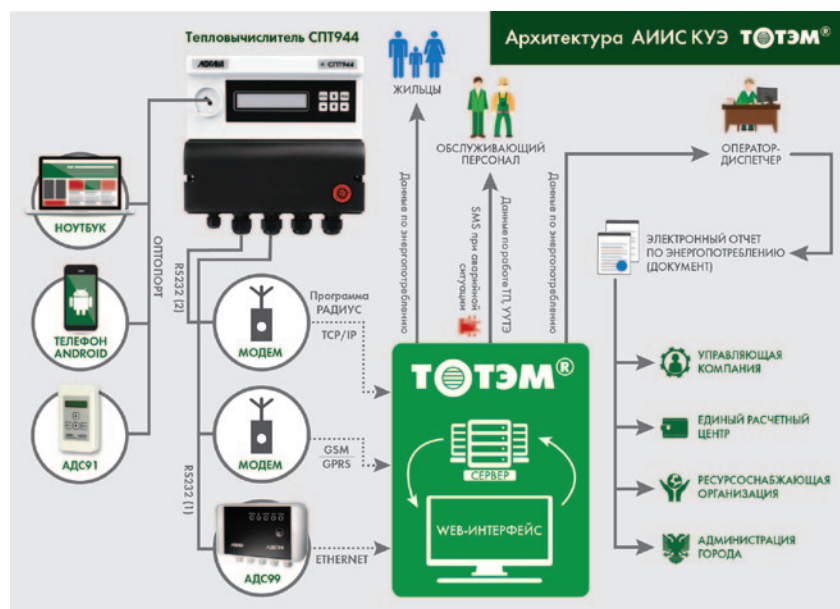 Тепловычислитель СПТ944
Архитектура АИИС КУЭ ТОТЭМ®
ЛОГИКА
СПТ944
ЖИЛЬЦЫ
ОБСЛУЖИВАЮЩИЙ
ПЕРСОНАЛ
ОПЕРАТОР-
ДИСПЕТЧЕР
НОУТБУК
ОПТОПОРТ
RS232 (2)
Данные по энергопотреблению
SMS при аварийной
ситуации
Данные по работе ТП, УУТЭ
Данные по энергопотреблению
ЭЛЕКТРОННЫЙ ОТЧЕТ
ПО ЭНЕРГОПОТРЕБЛЕНИЮ
(ДОКУМЕНТ)
ТЕЛЕФОН
ANDROID
МОДЕМ
Программа
РАДИУС
TCP/IP
ТОТЭМ®
УПРАВЛЯЮЩАЯ
КОМПАНИЯ
АДС91
МОДЕМ
GSM
GPRS
СЕРВЕР
ЕДИНЫЙ РАСЧЕТНЫЙ
ЦЕНТР
RS232 (1)
РЕСУРСОСНАБЖАЮЩАЯ
ОРГАНИЗАЦИЯ
WEB-ИНТЕРФЕЙС
АДС99
ETHERNET
АДМИНИСТРАЦИЯ
ГОРОДА